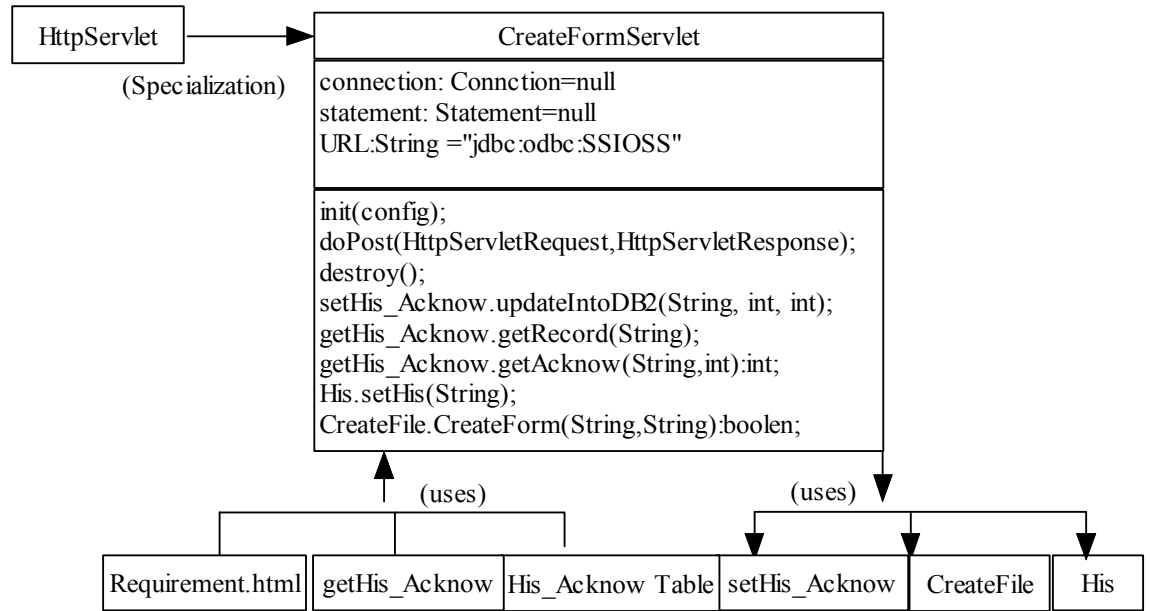 HttpServlet
CreateFormServlet
(Specialization)
connection: Connction=null
statement: Statement=null
URL:String ="jdbc:odbc:SSIOSS"
init(config);
doPost(HttpServletRequest,HttpServletResponse);
destroy();
setHis_Acknow.updateIntoDB2(String, int, int);
getHis_Acknow.getRecord(String);
getHis_Acknow.getAcknow(String,int):int;
His.setHis(String);
CreateFile.CreateForm(String,String):boolen;
(uses)
(uses)
Requirement.html
getHis_Acknow
His_Acknow Table
setHis_Acknow
CreateFile
His